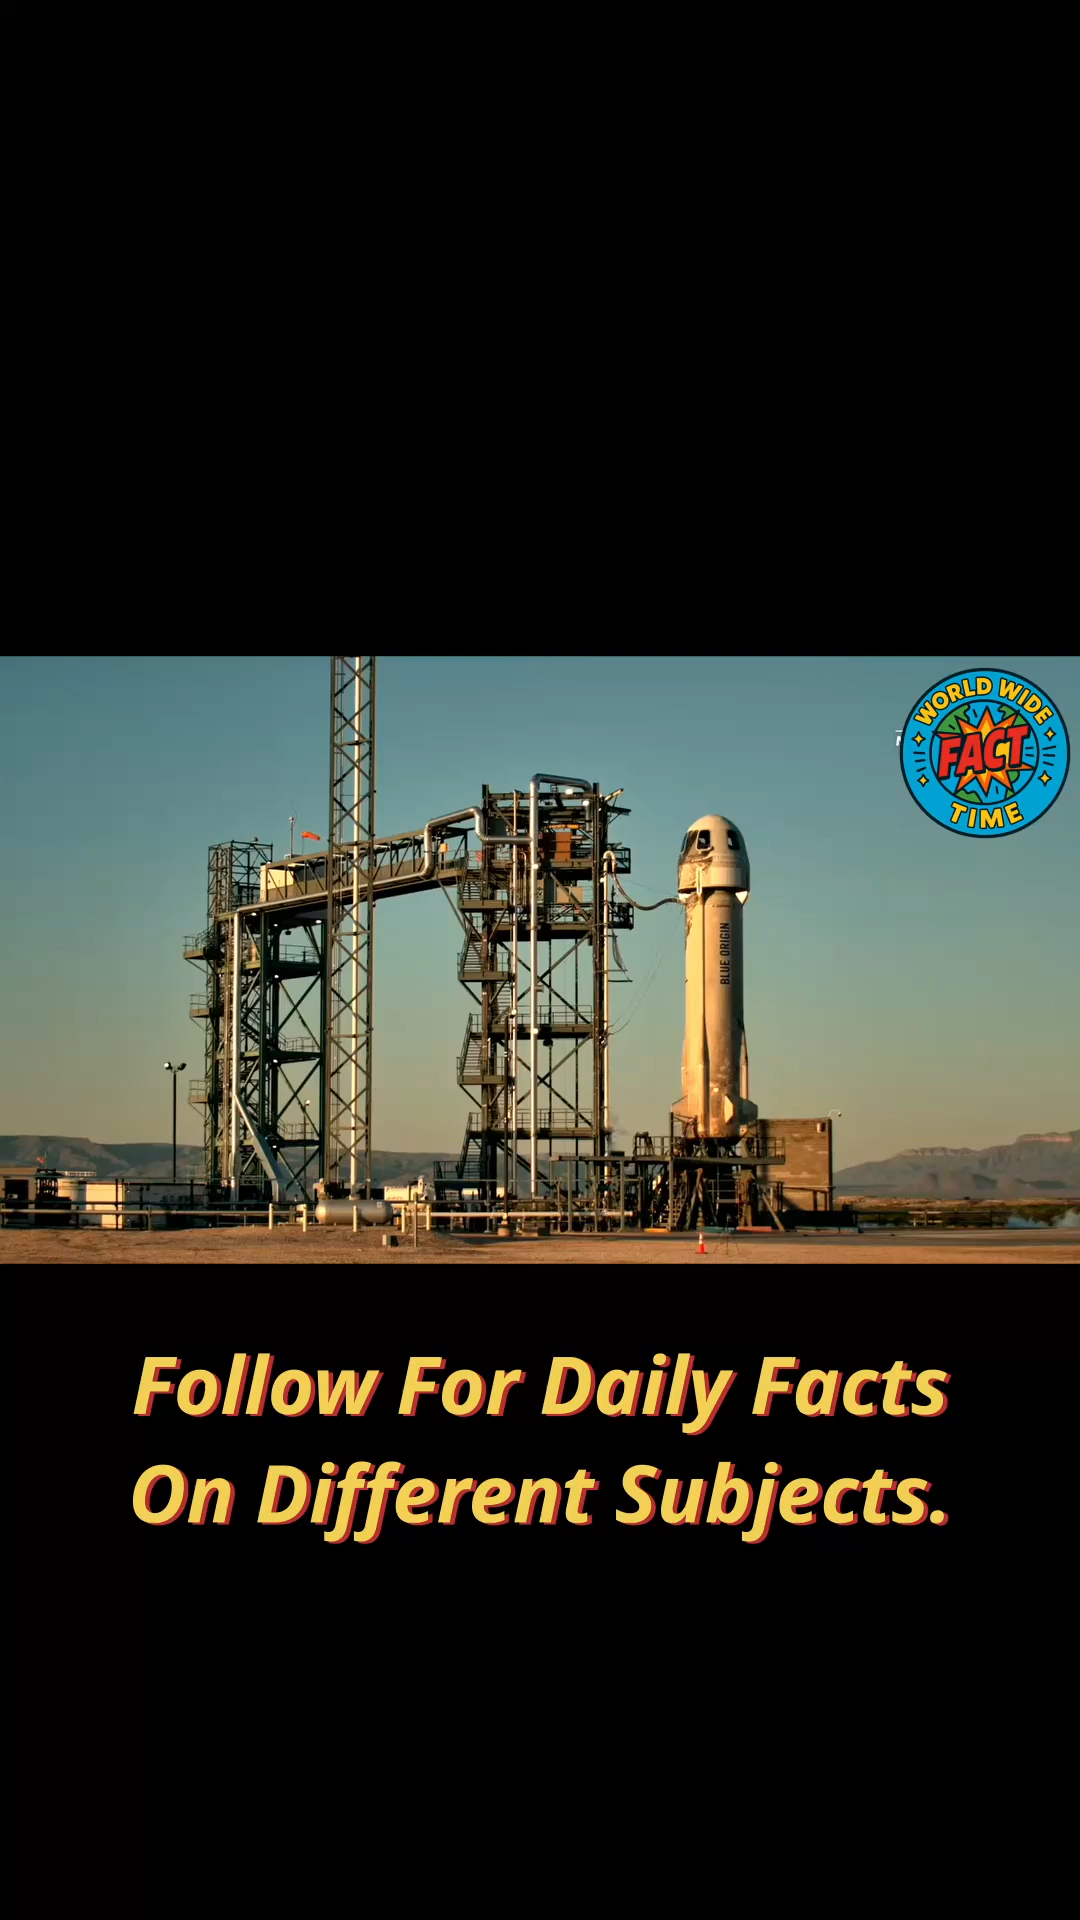 WORLD WIDE
FACT
TIME
BLUE ORIGIN
Follow For Daily Facts
On Different Subjects.